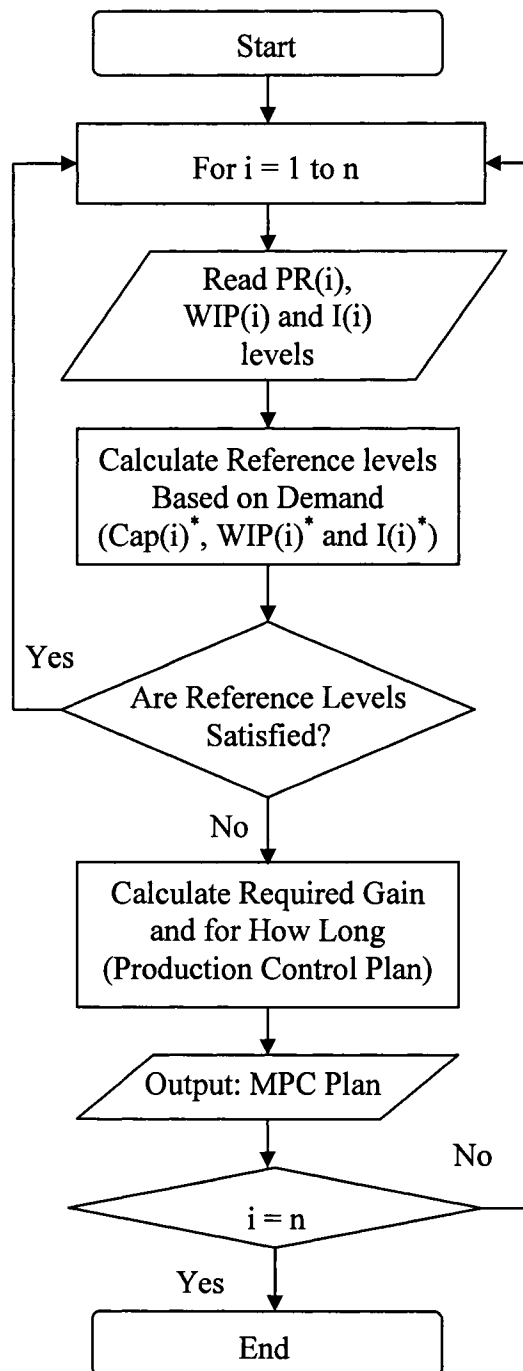 Start
For i = 1 to n
Read PR(i),
WIP(i) and I(i)
levels
Calculate Reference levels
Based on Demand
(Cap(i)*, WIP(i)* and I(i)*)
Yes
Are Reference Levels
Satisfied?
No
Calculate Required Gain
and for How Long
(Production Control Plan)
Output: MPC Plan
No
i = n
Yes
End